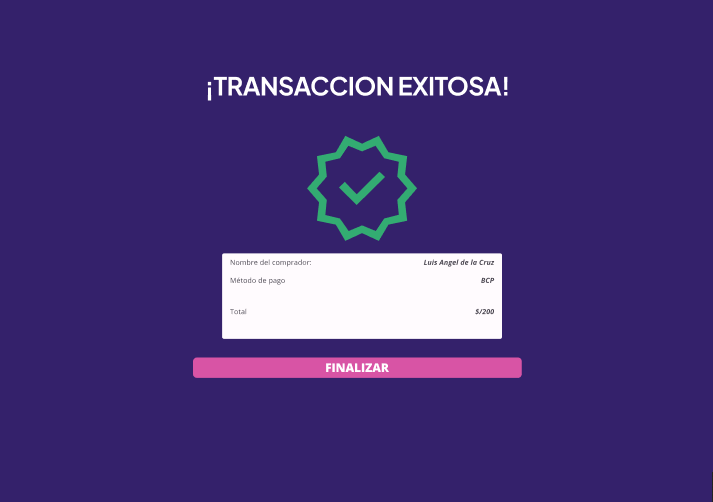 ¡TRANSACCION EXITOSA!
Nombre del comprador: Luis Angel de la Cruz
Método de pago BCP
Total S/200
FINALIZAR